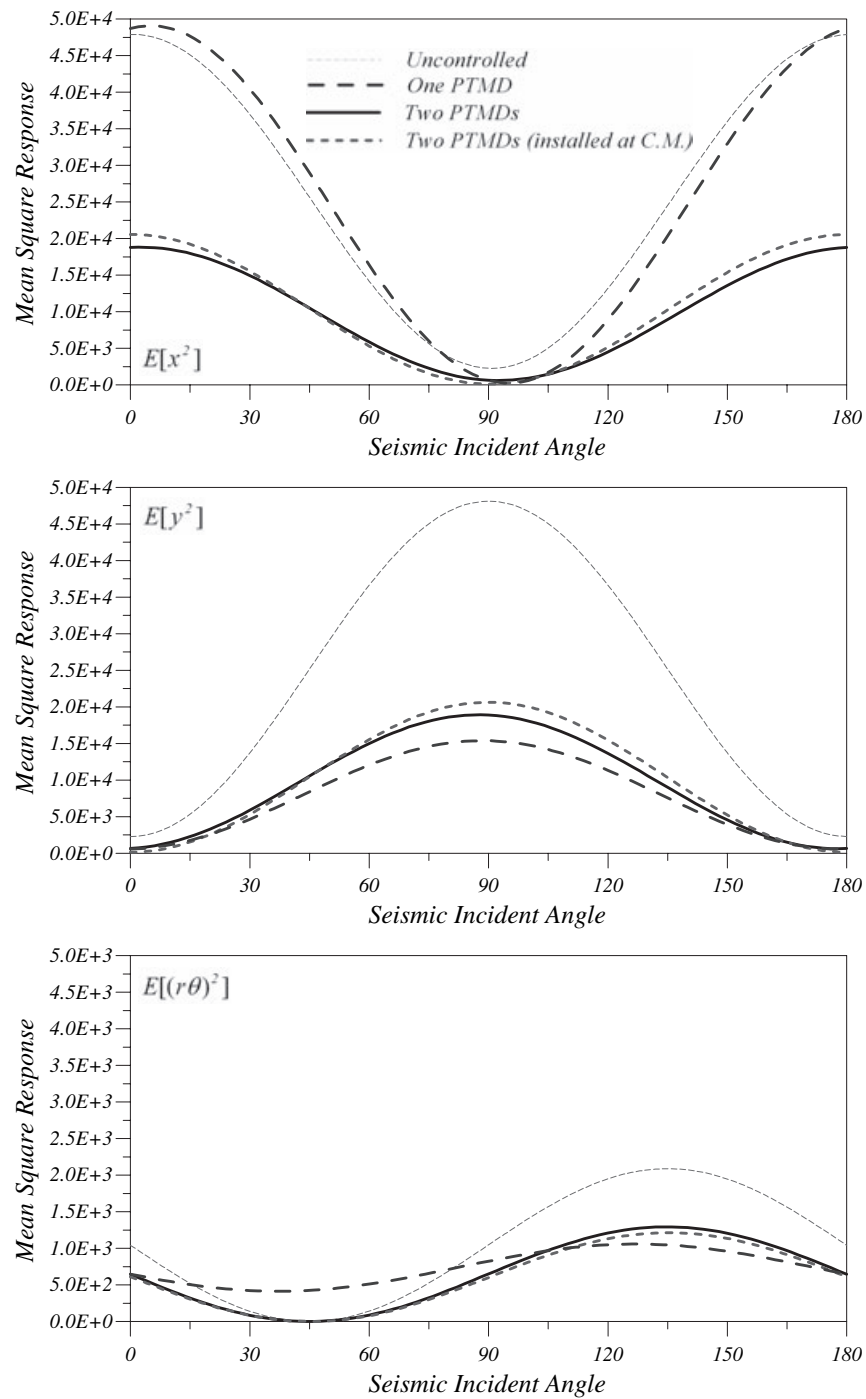 5.0E+4
4.5E+4
4.0E+4
3.5E+4
3.0E+4
2.5E+4
2.0E+4
1.5E+4
1.0E+4
5.0E+3
0.0E+0
Mean Square Response
Uncontrolled
One PTMD
Two PTMDs
Two PTMDs (installed at C.M.)
E[x²]
0 30 60 90 120 150 180
Seismic Incident Angle
5.0E+4
4.5E+4
4.0E+4
3.5E+4
3.0E+4
2.5E+4
2.0E+4
1.5E+4
1.0E+4
5.0E+3
0.0E+0
Mean Square Response
E[y²]
0 30 60 90 120 150 180
Seismic Incident Angle
5.0E+3
4.5E+3
4.0E+3
3.5E+3
3.0E+3
2.5E+3
2.0E+3
1.5E+3
1.0E+3
5.0E+2
0.0E+0
Mean Square Response
E[(rθ)²]
0 30 60 90 120 150 180
Seismic Incident Angle